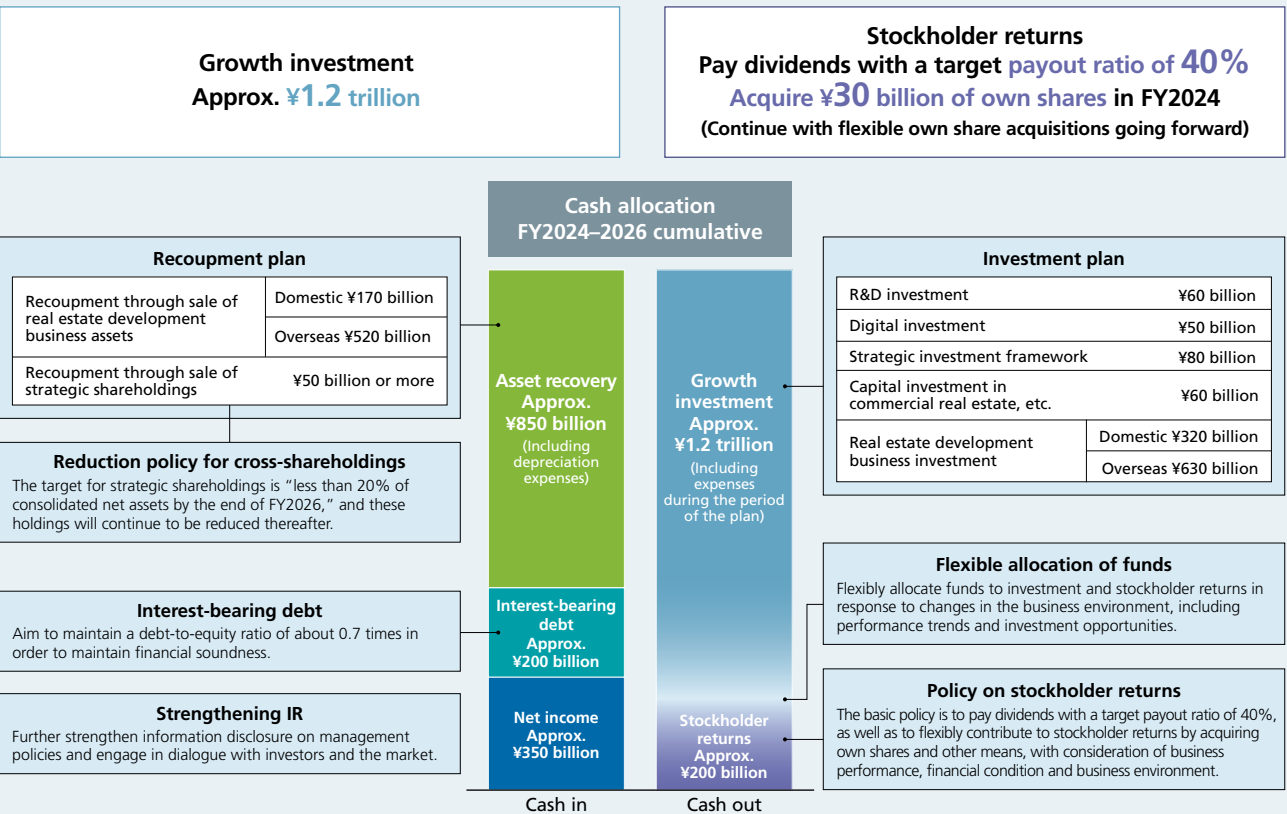 Growth investment
Approx. ¥1.2 trillion
Stockholder returns
Pay dividends with a target payout ratio of 40%
Acquire ¥30 billion of own shares in FY2024
(Continue with flexible own share acquisitions going forward)
Cash allocation
FY2024–2026 cumulative
Recoupment plan
Recoupment through sale of
real estate development
business assets
Domestic ¥170 billion
Overseas ¥520 billion
Recoupment through sale of
strategic shareholdings
¥50 billion or more
Reduction policy for cross-shareholdings
The target for strategic shareholdings is “less than 20% of
consolidated net assets by the end of FY2026,” and these
holdings will continue to be reduced thereafter.
Interest-bearing debt
Aim to maintain a debt-to-equity ratio of about 0.7 times in
order to maintain financial soundness.
Strengthening IR
Further strengthen information disclosure on management
policies and engage in dialogue with investors and the market.
Asset recovery
Approx.
¥850 billion
(Including
depreciation
expenses)
Interest-bearing
debt
Approx.
¥200 billion
Net income
Approx.
¥350 billion
Cash in
Growth
investment
Approx.
¥1.2 trillion
(Including
expenses
during the period
of the plan)
Stockholder
returns
Approx.
¥200 billion
Cash out
Investment plan
R&D investment ¥60 billion
Digital investment ¥50 billion
Strategic investment framework ¥80 billion
Capital investment in
commercial real estate, etc.
¥60 billion
Real estate development
business investment
Domestic ¥320 billion
Overseas ¥630 billion
Flexible allocation of funds
Flexibly allocate funds to investment and stockholder returns in
response to changes in the business environment, including
performance trends and investment opportunities.
Policy on stockholder returns
The basic policy is to pay dividends with a target payout ratio of 40%,
as well as to flexibly contribute to stockholder returns by acquiring
own shares and other means, with consideration of business
performance, financial condition and business environment.